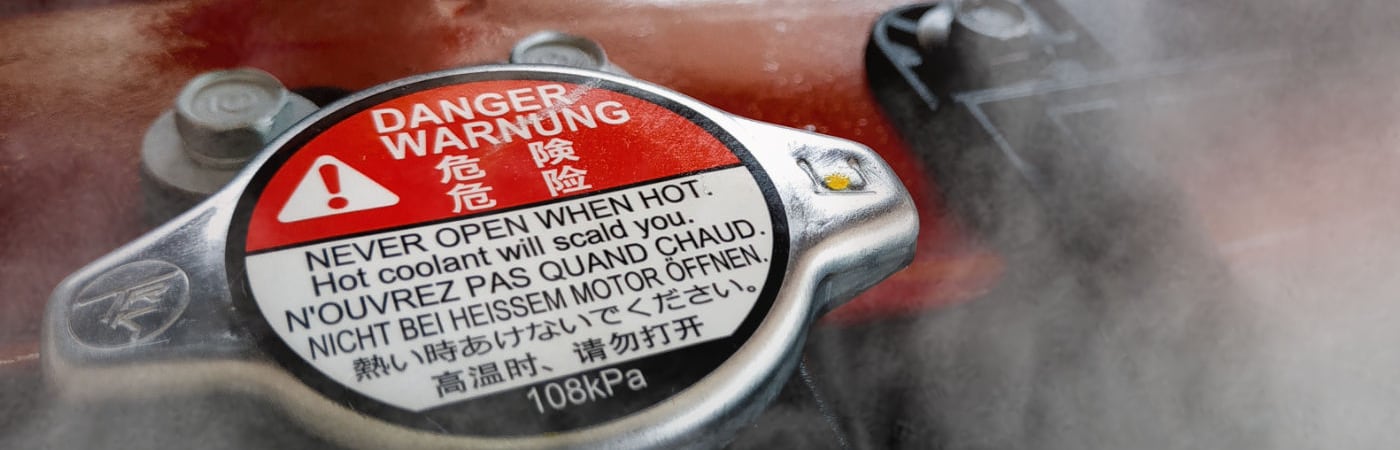 DANGER
WARNUNG
危 険
危 险
NEVER OPEN WHEN HOT.
Hot coolant will scald you.
N'OUVREZ PAS QUAND CHAUD.
NICHT BEI HEISSEM MOTOR ÖFFNEN.
熱い時あけないでください。
高温时、请勿打开
108kPa